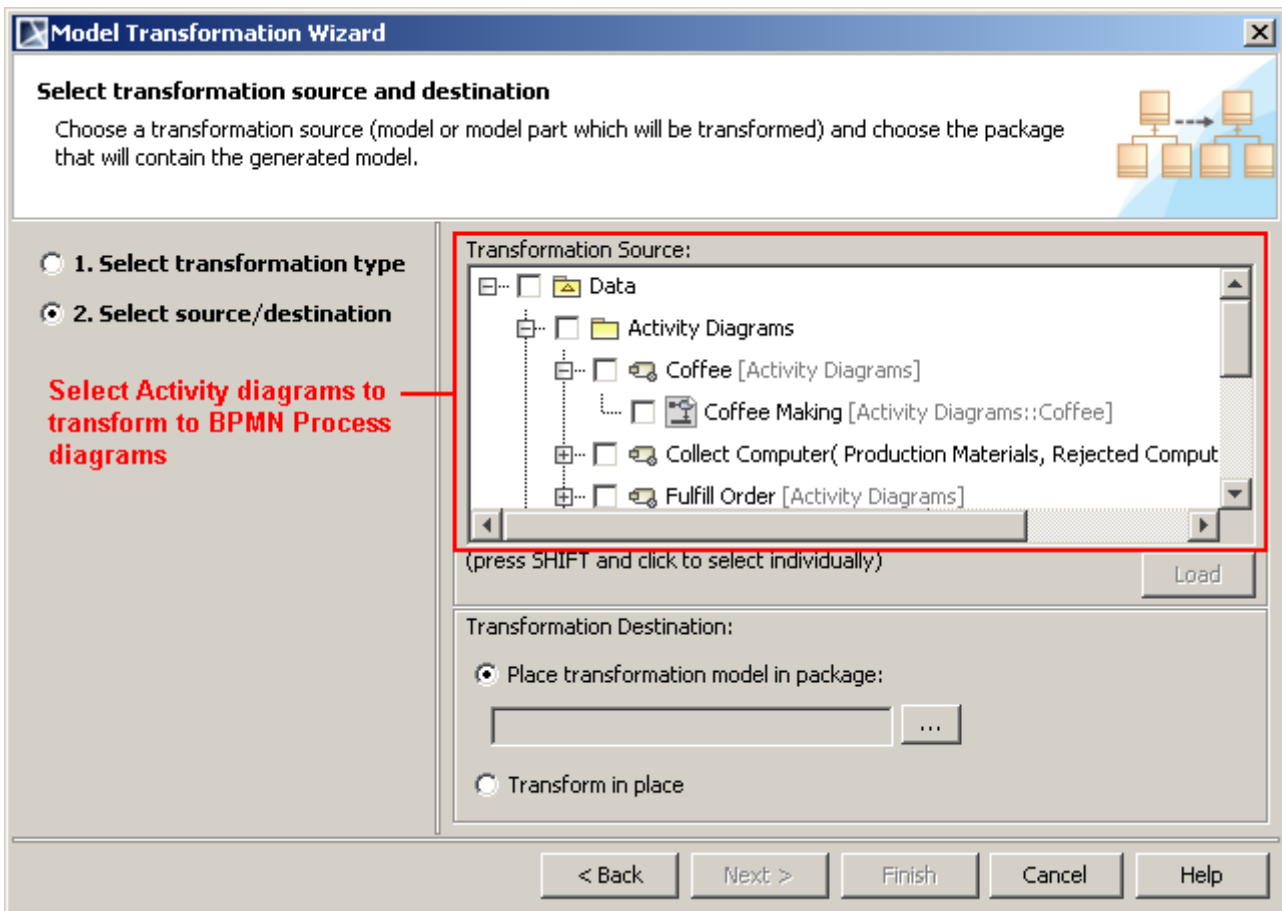 Model Transformation Wizard
Select transformation source and destination
Choose a transformation source (model or model part which will be transformed) and choose the package
that will contain the generated model.
1. Select transformation type
2. Select source/destination
Select Activity diagrams to
transform to BPMN Process
diagrams
Transformation Source:
Data
Activity Diagrams
Coffee [Activity Diagrams]
Coffee Making [Activity Diagrams::Coffee]
Collect Computer( Production Materials, Rejected Comput
Fulfill Order [Activity Diagrams]
(press SHIFT and click to select individually)
Load
Transformation Destination:
Place transformation model in package:
...
Transform in place
< Back
Next >
Finish
Cancel
Help